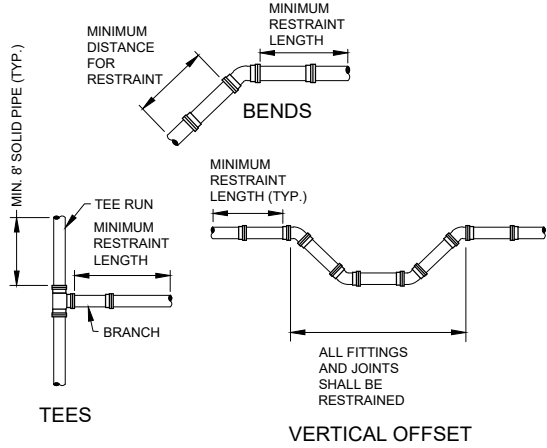 MINIMUM
DISTANCE
FOR
RESTRAINT
MINIMUM
RESTRAINT
LENGTH
BENDS
MIN. 8' SOLID PIPE (TYP.)
TEE RUN
MINIMUM
RESTRAINT
LENGTH
BRANCH
TEES
MINIMUM
RESTRAINT
LENGTH (TYP.)
ALL FITTINGS
AND JOINTS
SHALL BE
RESTRAINED
VERTICAL OFFSET